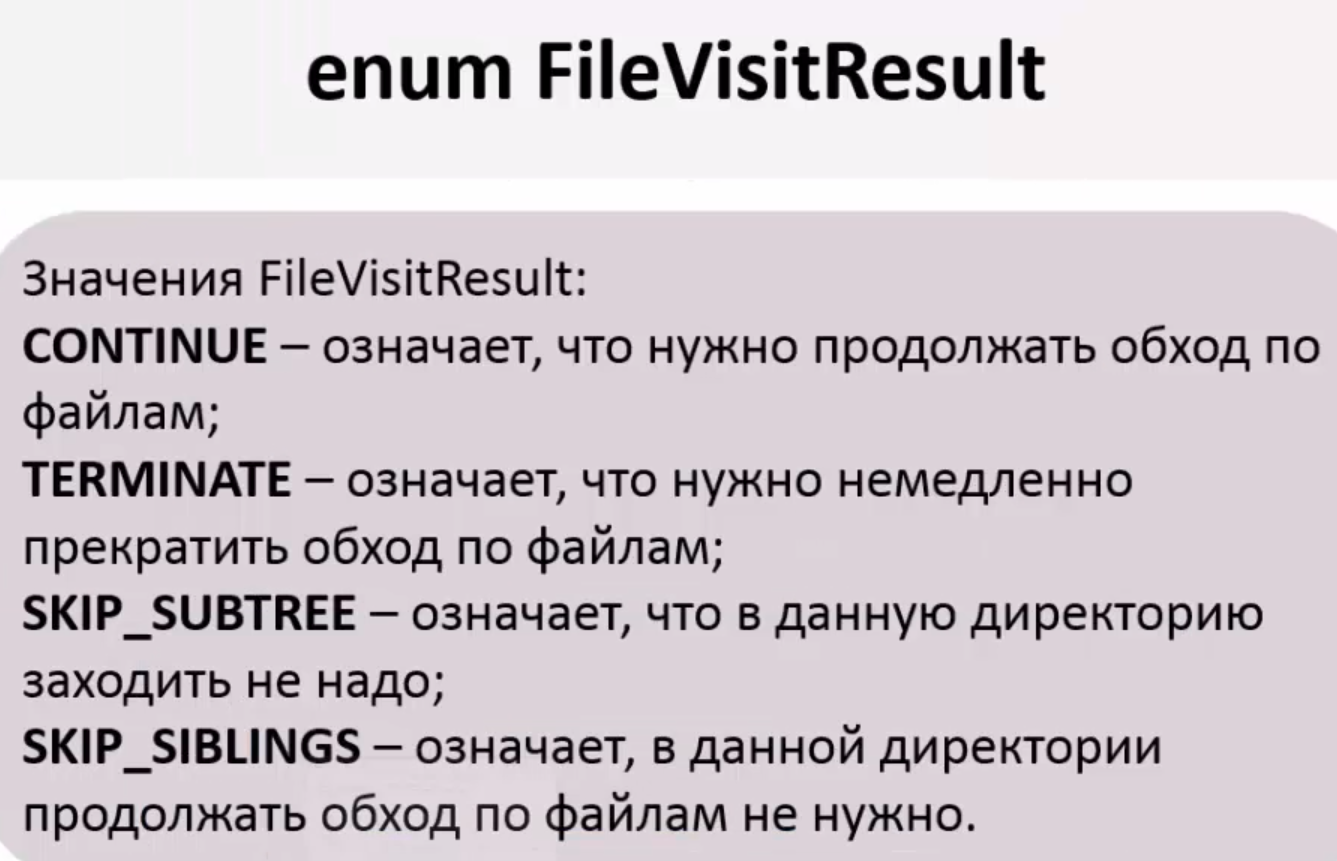 enum FileVisitResult
Значения FileVisitResult:
CONTINUE – означает, что нужно продолжать обход по
файлам;
TERMINATE – означает, что нужно немедленно
прекратить обход по файлам;
SKIP_SUBTREE – означает, что в данную директорию
заходить не надо;
SKIP_SIBLINGS – означает, в данной директории
продолжать обход по файлам не нужно.